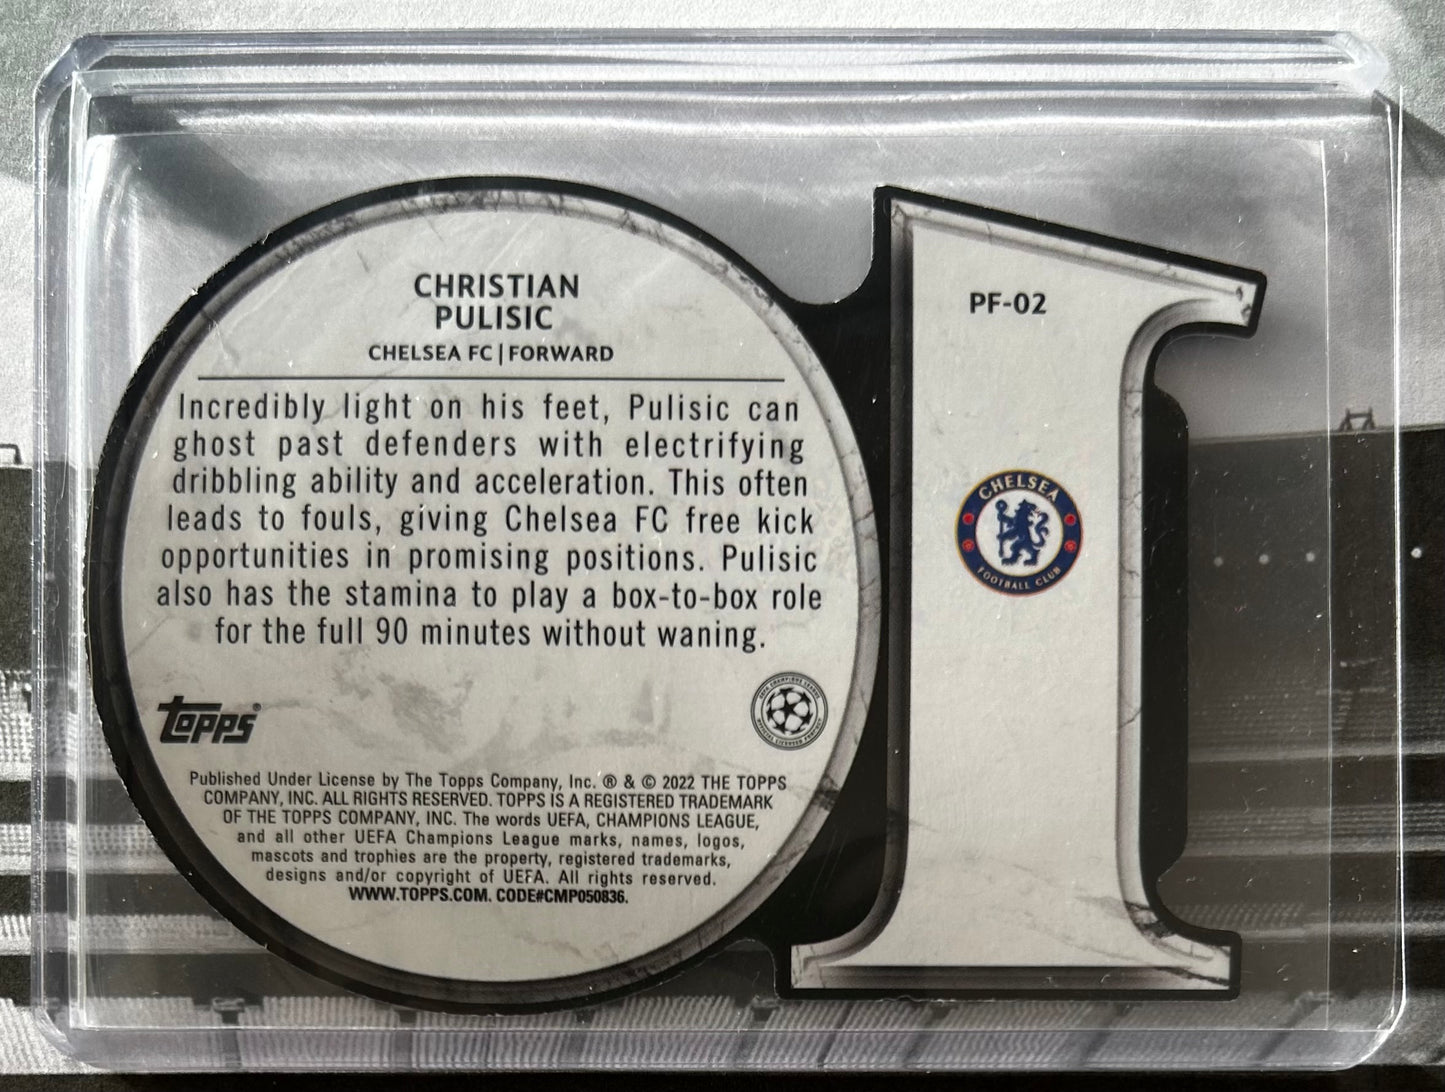 CHRISTIAN
PULISIC
CHELSEA FC | FORWARD
Incredibly light on his feet, Pulisic can
ghost past defenders with electrifying
dribbling ability and acceleration. This often
leads to fouls, giving Chelsea FC free kick
opportunities in promising positions. Pulisic
also has the stamina to play a box-to-box role
for the full 90 minutes without waning.
TOPPS®
UEFA CHAMPIONS LEAGUE
OFFICIAL LICENSED PRODUCT
Published Under License by The Topps Company, Inc. ® & © 2022 THE TOPPS
COMPANY, INC. ALL RIGHTS RESERVED. TOPPS IS A REGISTERED TRADEMARK
OF THE TOPPS COMPANY, INC. The words UEFA, CHAMPIONS LEAGUE,
and all other UEFA Champions League marks, names, logos,
mascots and trophies are the property, registered trademarks,
designs and/or copyright of UEFA. All rights reserved.
WWW.TOPPS.COM. CODE#CMP050836.
PF-02
CHELSEA
FOOTBALL CLUB